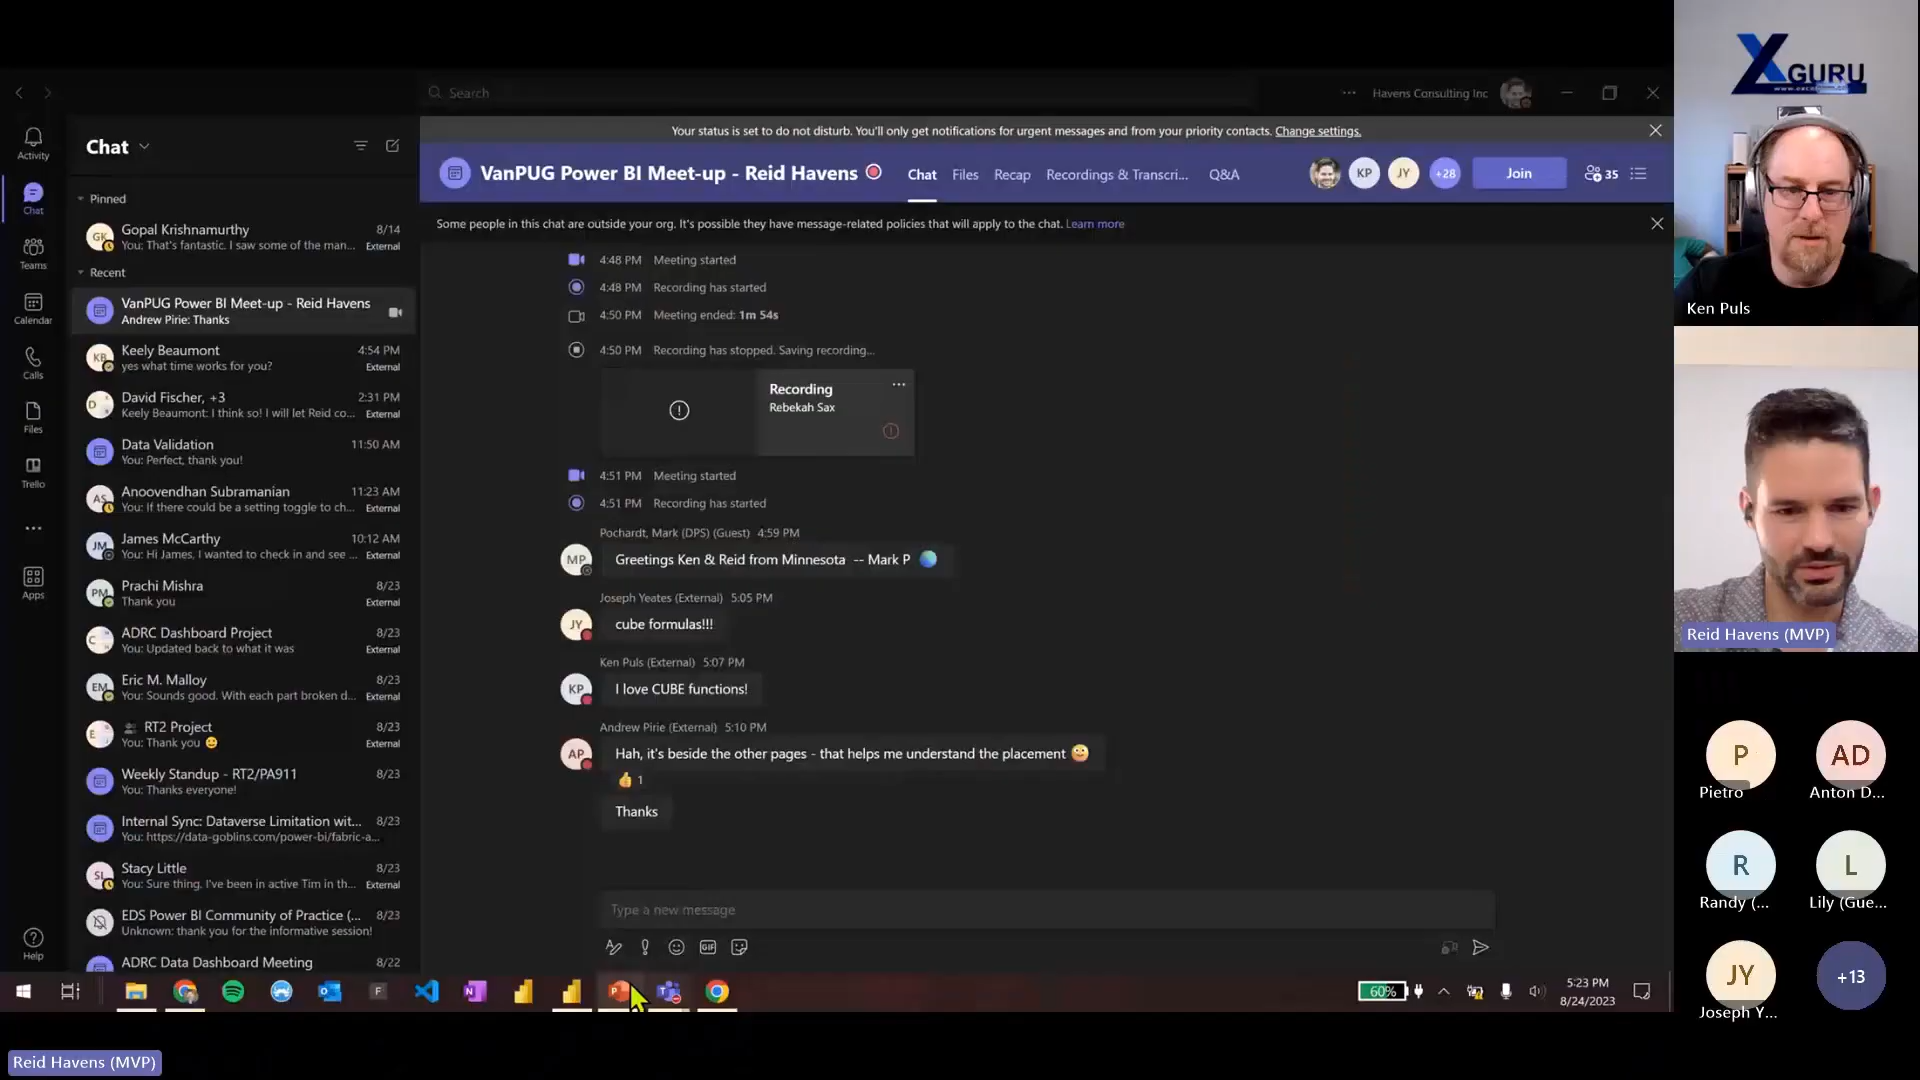 Search
Havens Consulting Inc
Your status is set to do not disturb. You'll only get notifications for urgent messages and from your priority contacts. Change settings.
Activity
Chat
Teams
Calendar
Calls
Files
Trello
Apps
Help
Chat
Pinned
GK
Gopal Krishnamurthy
8/14
You: That's fantastic. I saw some of the man...
External
Recent
VanPUG Power BI Meet-up - Reid Havens
Andrew Pirie: Thanks
KB
Keely Beaumont
4:54 PM
yes what time works for you?
External
D
David Fischer, +3
2:31 PM
Keely Beaumont: I think so! I will let Reid co...
External
Data Validation
11:50 AM
You: Perfect, thank you!
AS
Anoovendhan Subramanian
11:23 AM
You: If there could be a setting toggle to ch...
External
JM
James McCarthy
10:12 AM
You: Hi James, I wanted to check in and see ...
External
PM
Prachi Mishra
8/23
Thank you
External
C
ADRC Dashboard Project
8/23
You: Updated back to what it was
External
EM
Eric M. Malloy
8/23
You: Sounds good. With each part broken d...
External
E
RT2 Project
8/23
You: Thank you 😀
External
Weekly Standup - RT2/PA911
8/23
You: Thanks everyone!
Internal Sync: Dataverse Limitation wit...
8/23
You: https://data-goblins.com/power-bi/fabric-a...
SL
Stacy Little
8/23
You: Sure thing. I've been in active Tim in th...
External
EDS Power BI Community of Practice (...
8/23
Unknown: thank you for the informative session!
ADRC Data Dashboard Meeting
8/22
VanPUG Power BI Meet-up - Reid Havens
Chat
Files
Recap
Recordings & Transcri...
Q&A
KP
JY
+28
Join
35
Some people in this chat are outside your org. It's possible they have message-related policies that will apply to the chat. Learn more
4:48 PM Meeting started
4:48 PM Recording has started
4:50 PM Meeting ended: 1m 54s
4:50 PM Recording has stopped. Saving recording...
Recording
Rebekah Sax
4:51 PM Meeting started
4:51 PM Recording has started
Pochardt, Mark (DPS) (Guest) 4:59 PM
MP
Greetings Ken & Reid from Minnesota -- Mark P
Joseph Yeates (External) 5:05 PM
JY
cube formulas!!!
Ken Puls (External) 5:07 PM
KP
I love CUBE functions!
Andrew Pirie (External) 5:10 PM
AP
Hah, it's beside the other pages - that helps me understand the placement
👍 1
Thanks
Type a new message
GIF
60%
5:23 PM
8/24/2023
Reid Havens (MVP)
XGURU
Ken Puls
Reid Havens (MVP)
P
Pietro
AD
Anton D...
R
Randy (...
L
Lily (Gue...
JY
Joseph Y...
+13